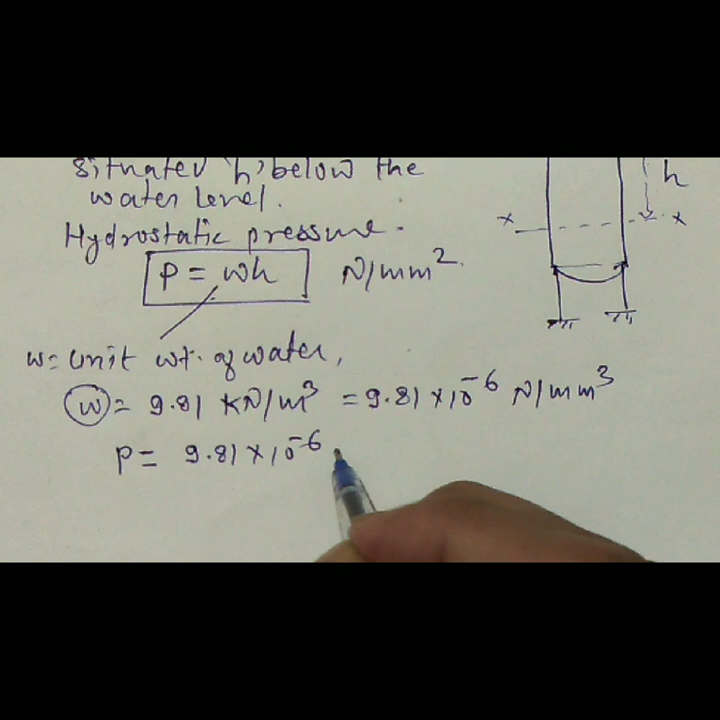 situated 'h' below the
water level.
Hydrostatic pressure.
P = wh N/mm².
w = unit wt. of water,
w = 9.81 KN/m³ = 9.81 × 10⁻⁶ N/mm³
P = 9.81 × 10⁻⁶
h
x x